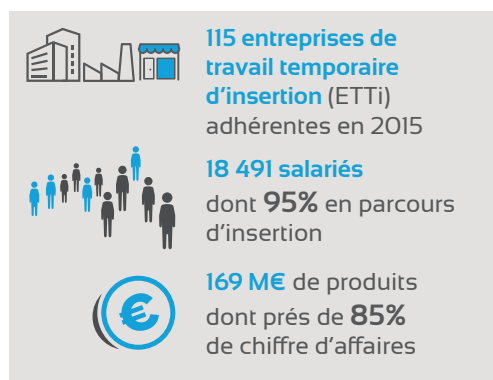 115 entreprises de
travail temporaire
d'insertion (ETTi)
adhérentes en 2015
18 491 salariés
dont 95% en parcours
d'insertion
169 M€ de produits
dont prés de 85%
de chiffre d'affaires